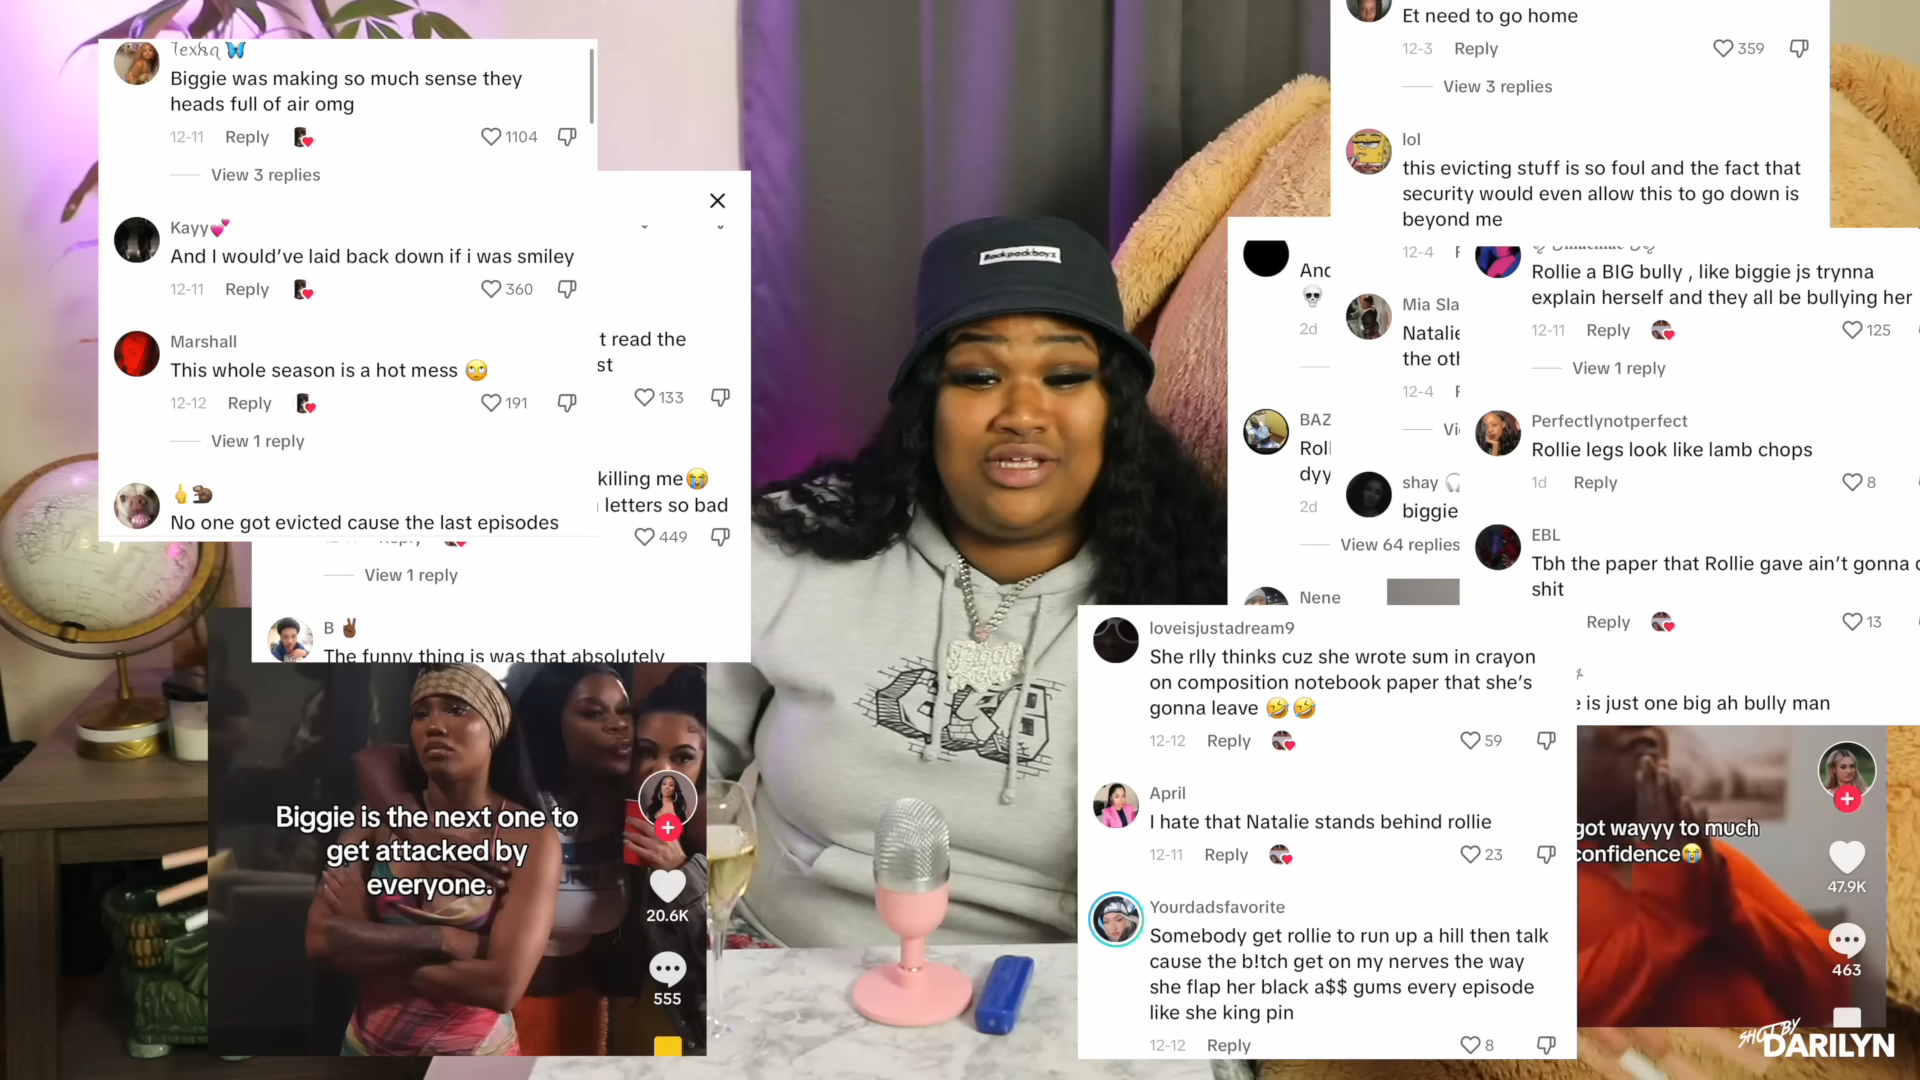 Texha 🦋
Biggie was making so much sense they
heads full of air omg
12-11 Reply
1104
View 3 replies
Kayy💕
And I would’ve laid back down if i was smiley
12-11 Reply
360
Marshall
This whole season is a hot mess 🙄
12-12 Reply
191
View 1 reply
🖕🦫
No one got evicted cause the last episodes
t read the
st
133
killing me😭
letters so bad
449
View 1 reply
B ✌🏾
The funny thing is was that absolutely
Biggie is the next one to
get attacked by
everyone.
20.6K
555
Backpackboyz
Et need to go home
12-3 Reply
359
View 3 replies
lol
this evicting stuff is so foul and the fact that
security would even allow this to go down is
beyond me
12-4
Mia Sla
Natalie
the oth
12-4
shay 🎧
biggie
And
💀
2d
BAZ
Roll
dyy
2d
View 64 replies
Nene
Rollie a BIG bully , like biggie js trynna
explain herself and they all be bullying her
12-11 Reply
125
View 1 reply
Perfectlynotperfect
Rollie legs look like lamb chops
1d Reply
8
EBL
Tbh the paper that Rollie gave ain’t gonna
shit
Reply
13
is just one big ah bully man
loveisjustadream9
She rlly thinks cuz she wrote sum in crayon
on composition notebook paper that she’s
gonna leave 🤣🤣
12-12 Reply
59
April
I hate that Natalie stands behind rollie
12-11 Reply
23
Yourdadsfavorite
Somebody get rollie to run up a hill then talk
cause the b!tch get on my nerves the way
she flap her black a$$ gums every episode
like she king pin
12-12 Reply
8
got wayyy to much
confidence😭
47.9K
463
SHOT BY
DARILYN